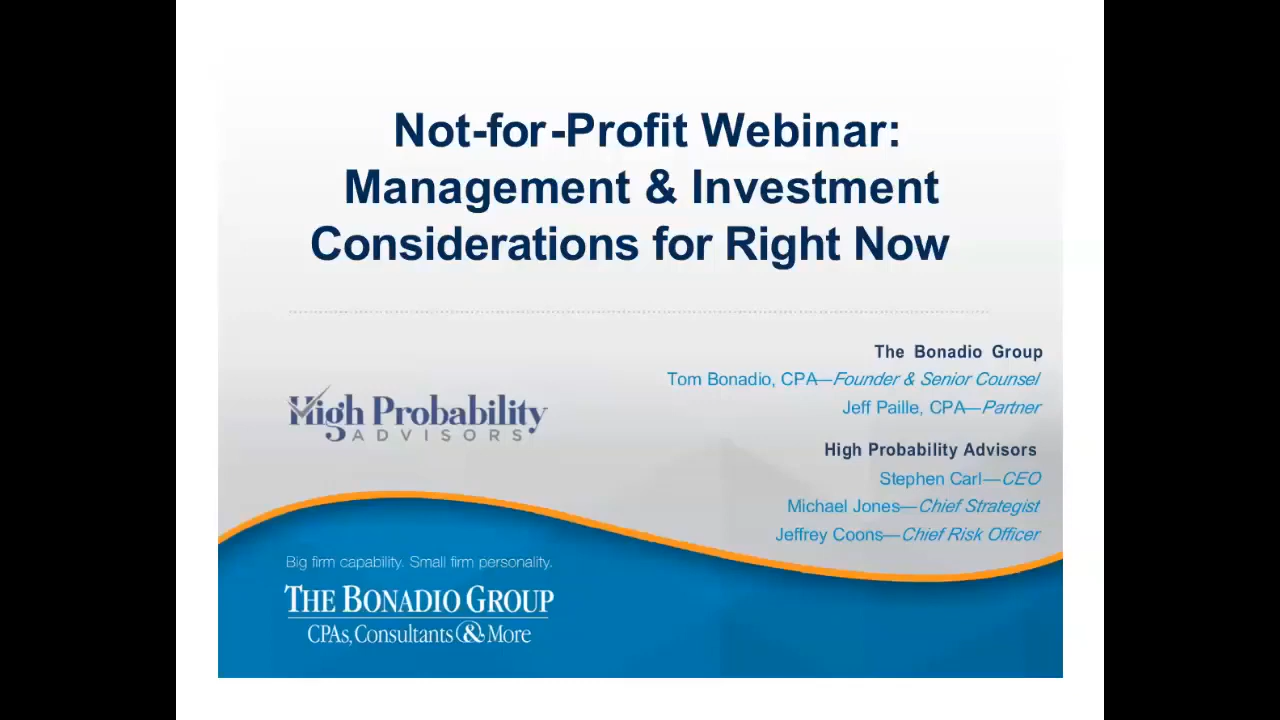 Not-for-Profit Webinar:
Management & Investment
Considerations for Right Now
The Bonadio Group
Tom Bonadio, CPA—Founder & Senior Counsel
Jeff Paille, CPA—Partner
High Probability
ADVISORS
High Probability Advisors
Stephen Carl—CEO
Michael Jones—Chief Strategist
Jeffrey Coons—Chief Risk Officer
Big firm capability. Small firm personality.
THE BONADIO GROUP
CPAs, Consultants & More